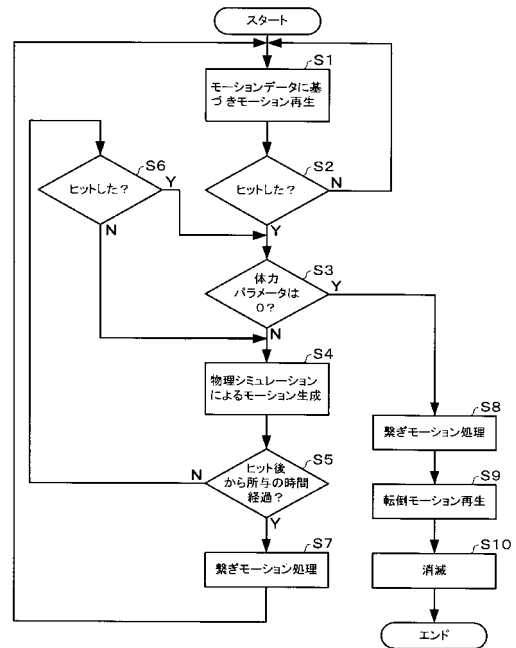 スタート
S1
モーションデータに基
づきモーション再生
S6
ヒットした?
Y
N
S2
ヒットした?
N
Y
S3
体力
パラメータは
0?
Y
N
S4
物理シミュレーション
によるモーション生成
S5
ヒット後
から所与の時間
経過?
N
Y
S7
繋ぎモーション処理
S8
繋ぎモーション処理
S9
転倒モーション再生
S10
消滅
エンド